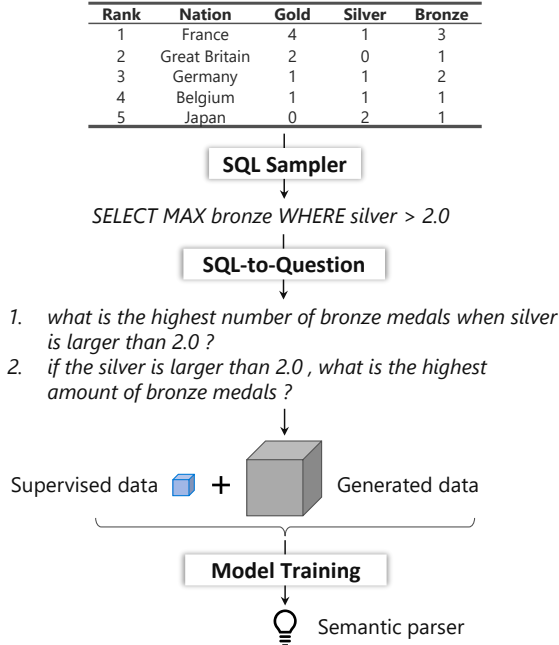 Rank Nation Gold Silver Bronze
1 France 4 1 3
2 Great Britain 2 0 1
3 Germany 1 1 2
4 Belgium 1 1 1
5 Japan 0 2 1
SQL Sampler
SELECT MAX bronze WHERE silver > 2.0
SQL-to-Question
1. what is the highest number of bronze medals when silver
is larger than 2.0 ?
2. if the silver is larger than 2.0 , what is the highest
amount of bronze medals ?
Supervised data + Generated data
Model Training
Semantic parser